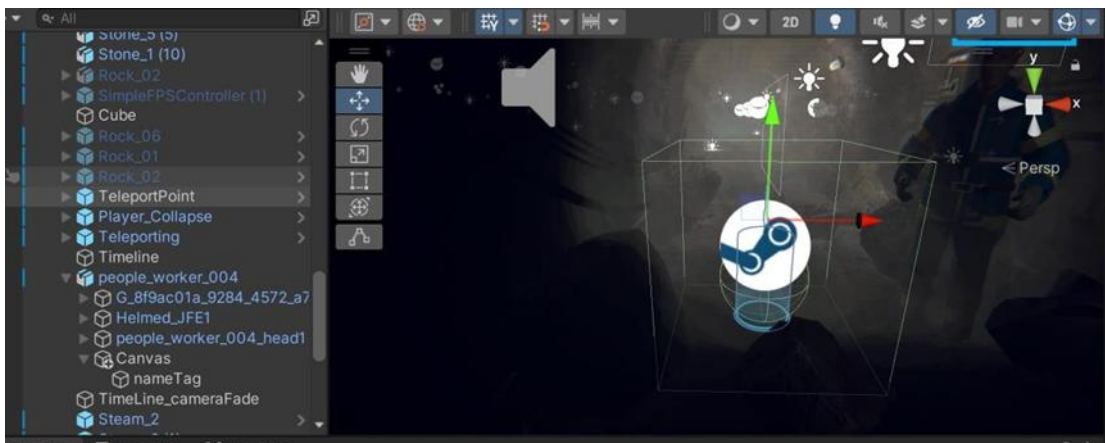 All
2D
Stone_5 (5)
Stone_1 (10)
Rock_02
SimpleFPSController (1)
Cube
Rock_06
Rock_01
Rock_02
TeleportPoint
Player_Collapse
Teleporting
Timeline
people_worker_004
G_8f9ac01a_9284_4572_a7
Helmed_JFE1
people_worker_004_head1
Canvas
nameTag
TimeLine_cameraFade
Steam_2
y
x
Persp